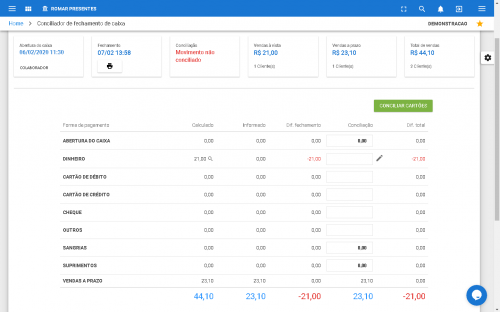 ROMAR PRESENTES
Home > Conciliador de fechamento de caixa DEMONSTRACAO
Abertura do caixa
06/02/2020 11:30
COLABORADOR
Fechamento
07/02 13:58
Conciliação
Movimento não conciliado
Vendas à vista
R$ 21,00
1 Cliente(s)
Vendas a prazo
R$ 23,10
1 Cliente(s)
Total de vendas
R$ 44,10
2 Cliente(s)
CONCILIAR CARTÕES
Forma de pagamento Calculado Informado Dif. fechamento Conciliação Dif. total
ABERTURA DO CAIXA 0,00 0,00 0,00 0,00 0,00
DINHEIRO 21,00 0,00 -21,00 -21,00
CARTÃO DE DÉBITO 0,00 0,00 0,00 0,00
CARTÃO DE CRÉDITO 0,00 0,00 0,00 0,00
CHEQUE 0,00 0,00 0,00 0,00
OUTROS 0,00 0,00 0,00 0,00
SANGRIAS 0,00 0,00 0,00 0,00 0,00
SUPRIMENTOS 0,00 0,00 0,00 0,00 0,00
VENDAS A PRAZO 23,10 23,10 0,00 23,10 0,00
44,10 23,10 -21,00 23,10 -21,00